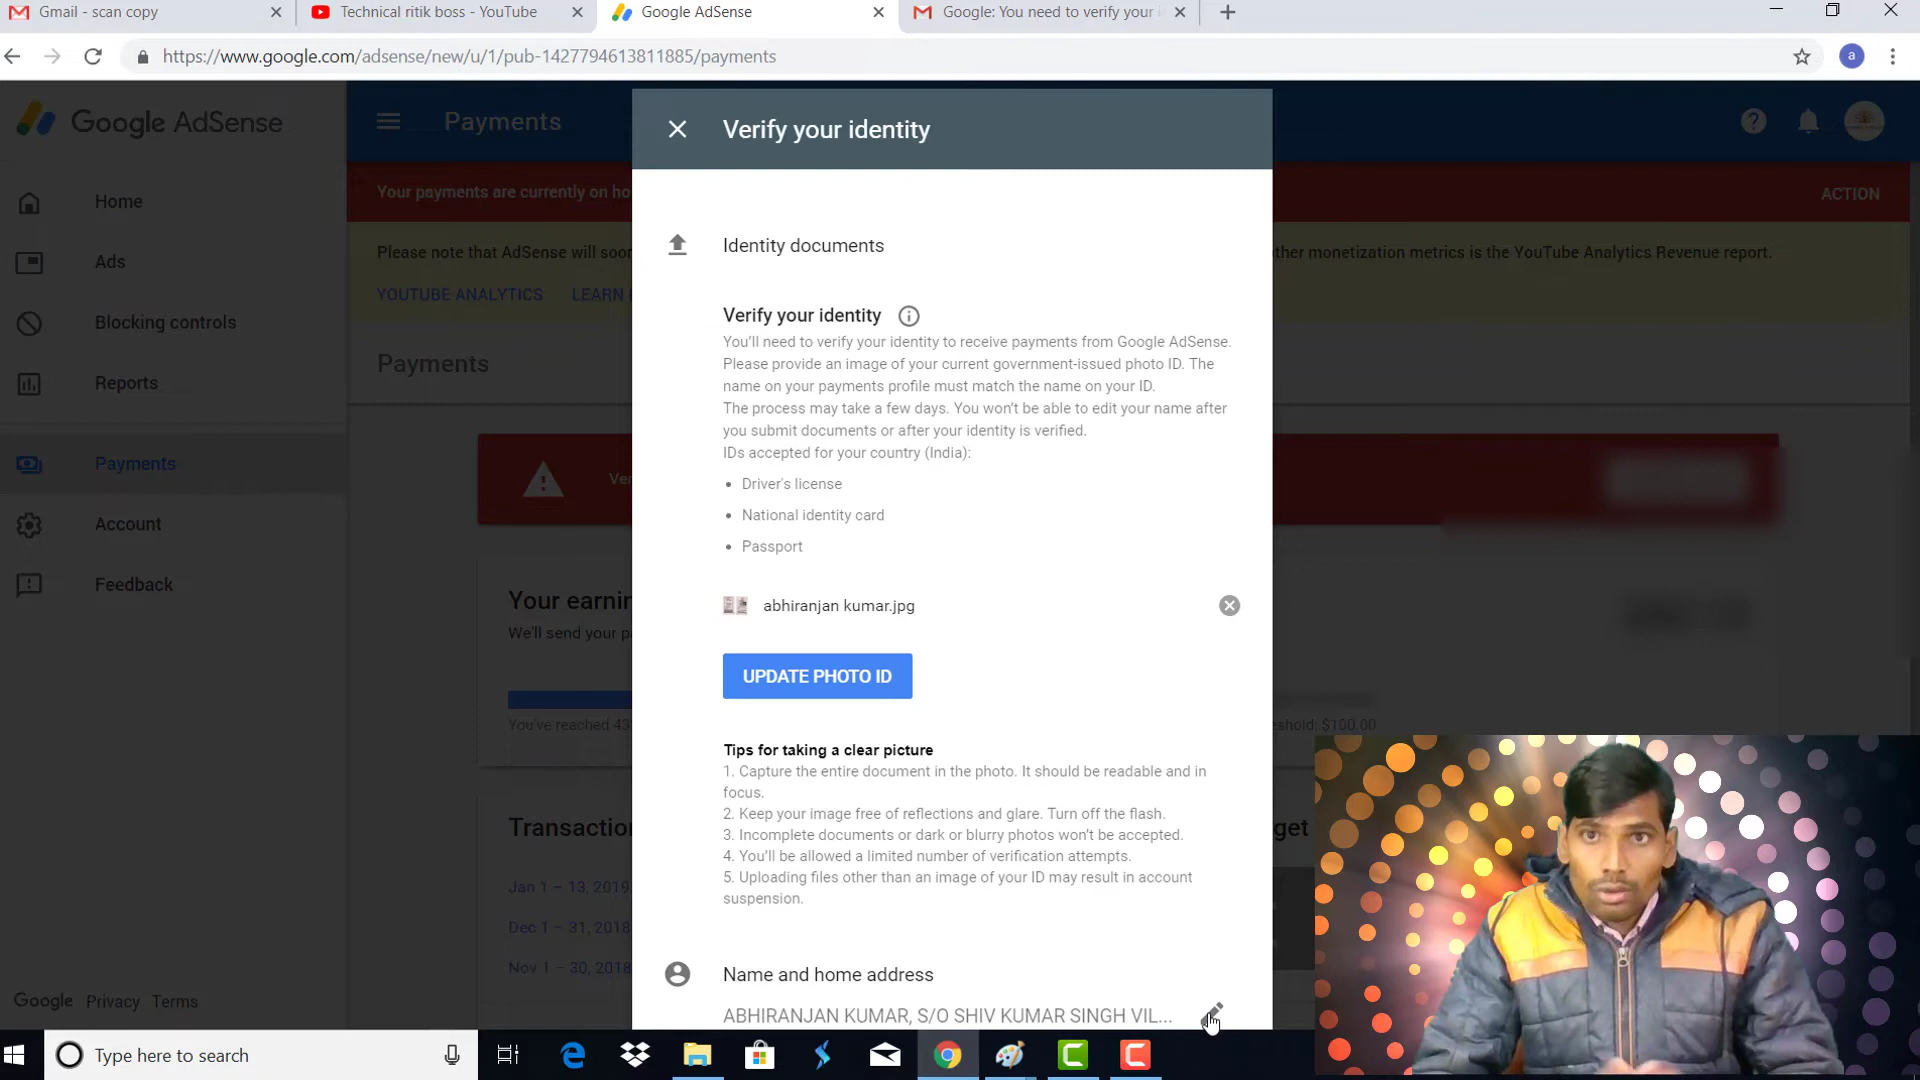 Gmail - scan copy
Technical ritik boss - YouTube
Google AdSense
Google: You need to verify your i
https://www.google.com/adsense/new/u/1/pub-1427794613811885/payments
a
Google AdSense
Payments
Verify your identity
Home
Ads
Blocking controls
Reports
Payments
Account
Feedback
Google Privacy Terms
Your payments are currently on ho
ACTION
Please note that AdSense will soon
ther monetization metrics is the YouTube Analytics Revenue report.
YOUTUBE ANALYTICS
LEARN
Payments
Ver
Your earnin
We'll send your p
You've reached 43
shold: $100.00
Transaction
get
Jan 1 – 13, 2019
Dec 1 – 31, 2018
Nov 1 – 30, 2018
Identity documents
Verify your identity
You'll need to verify your identity to receive payments from Google AdSense.
Please provide an image of your current government-issued photo ID. The
name on your payments profile must match the name on your ID.
The process may take a few days. You won't be able to edit your name after
you submit documents or after your identity is verified.
IDs accepted for your country (India):
• Driver's license
• National identity card
• Passport
abhiranjan kumar.jpg
UPDATE PHOTO ID
Tips for taking a clear picture
1. Capture the entire document in the photo. It should be readable and in
focus.
2. Keep your image free of reflections and glare. Turn off the flash.
3. Incomplete documents or dark or blurry photos won't be accepted.
4. You'll be allowed a limited number of verification attempts.
5. Uploading files other than an image of your ID may result in account
suspension.
Name and home address
ABHIRANJAN KUMAR, S/O SHIV KUMAR SINGH VIL...
Type here to search